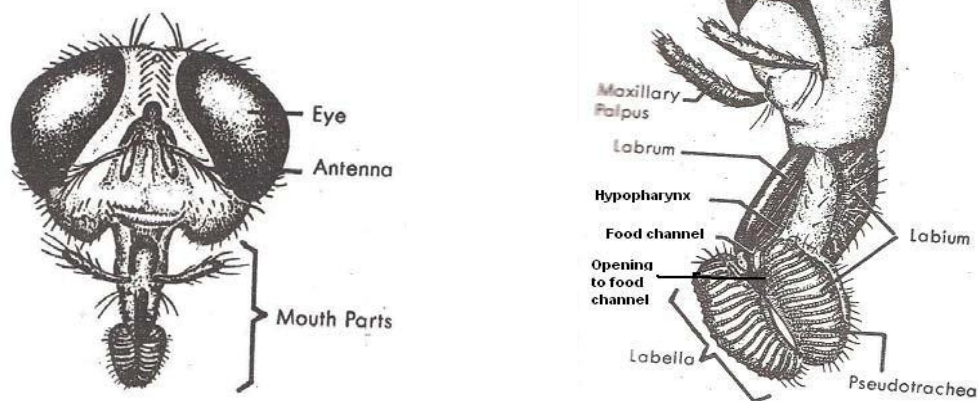 Eye
Antenna
Mouth Parts
Maxillary
Palpus
Labrum
Hypopharynx
Food channel
Opening
to food
channel
Labella
Labium
Pseudotrachea